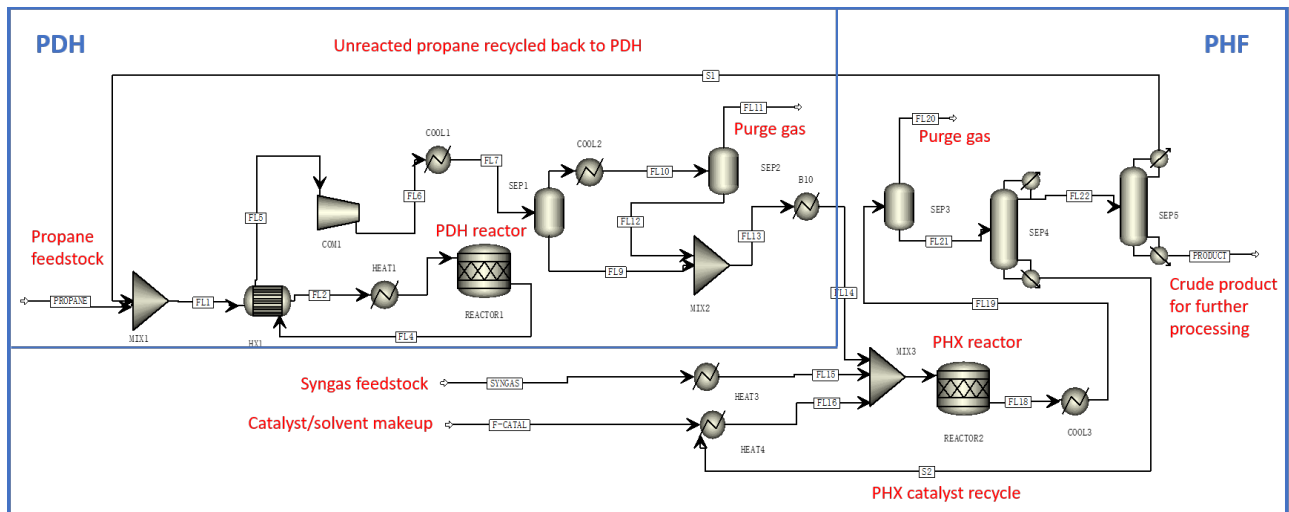 PDH
Unreacted propane recycled back to PDH
PHF
S1
FL11
Purge gas
FL20
Purge gas
COOL1
COOL2
FL7
FL10
SEP2
B10
SEP1
FL6
FL5
COM1
FL12
FL13
SEP3
FL22
SEP5
SEP4
FL21
Propane
feedstock
PDH reactor
HEAT1
FL9
MIX2
PRODUCT
Crude product
for further
processing
PROPANE
FL1
FL2
REACTOR1
FL14
FL19
MIX1
HX1
FL4
PHX reactor
MIX3
Syngas feedstock
SYNGAS
HEAT3
FL15
FL16
Catalyst/solvent makeup
F-CATAL
HEAT4
FL18
REACTOR2
COOL3
S2
PHX catalyst recycle